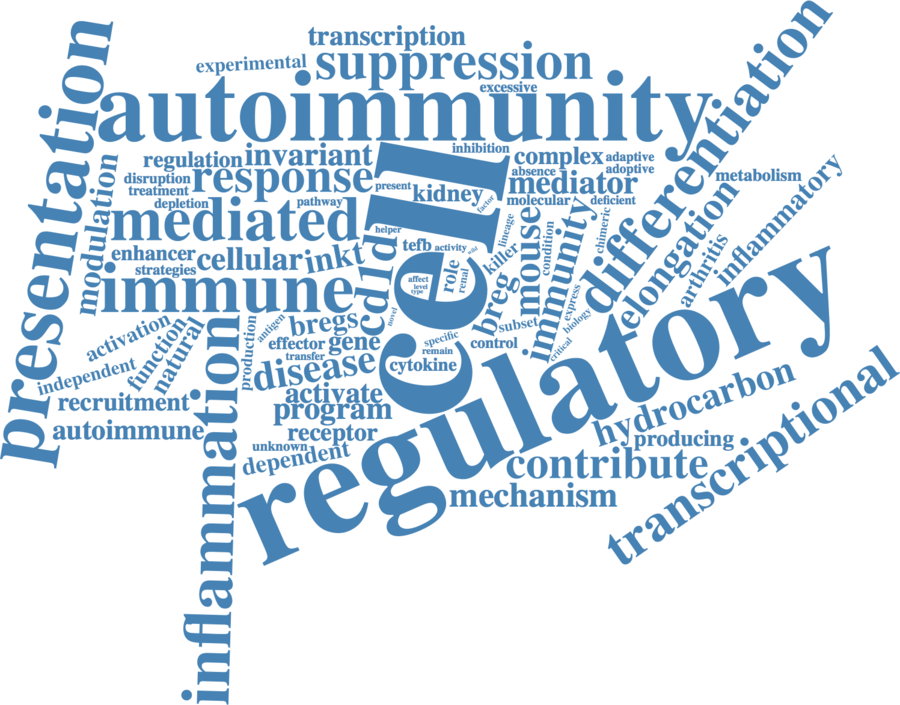 transcription
experimental
suppression
excessive
autoimmunity
presentation
differentiation
regulation
invariant
inhibition
complex
adaptive
disruption
response
absence
adoptive
treatment
present
kidney
mediator
metabolism
depletion
pathway
factor
molecular
deficient
modulation
mediated
cell
helper
lineage
mouse
condition
immunity
chimeric
elongation
inflammatory
enhancer
cellular
inkt
cd1d
tefb
activity
via
killer
arthritis
strategies
role
renal
affect
level
type
immune
breg
express
biology
regulatory
activation
function
natural
production
antigen
bregs
novel
specific
subset
effector
gene
remain
control
critical
independent
transfer
disease
cytokine
recruitment
activate
program
hydrocarbon
autoimmune
receptor
producing
transcriptional
unknown
dependent
contribute
inflammation
mechanism